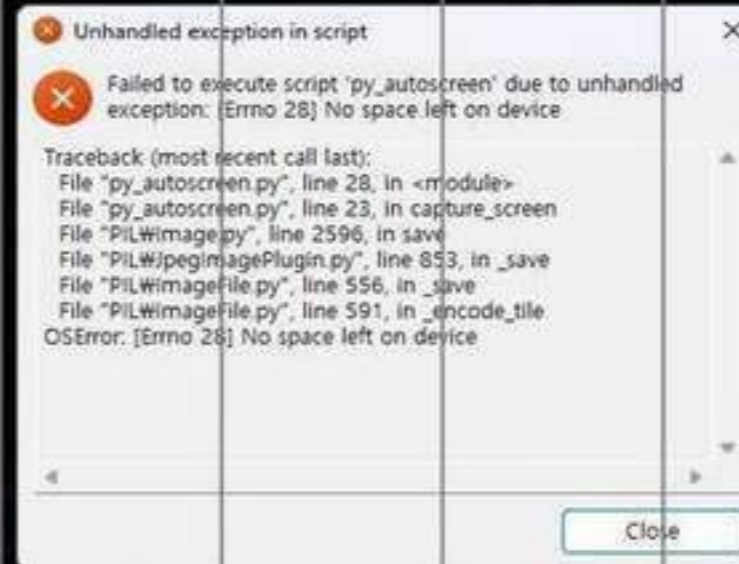 Unhandled exception in script
Failed to execute script 'py_autoscreen' due to unhandled
exception: [Errno 28] No space left on device
Traceback (most recent call last):
File "py_autoscreen.py", line 28, in <module>
File "py_autoscreen.py", line 23, in capture_screen
File "PIL₩Image.py", line 2596, in save
File "PIL₩JpegImagePlugin.py", line 853, in _save
File "PIL₩ImageFile.py", line 556, in _save
File "PIL₩ImageFile.py", line 591, in _encode_tile
OSError: [Errno 28] No space left on device
Close